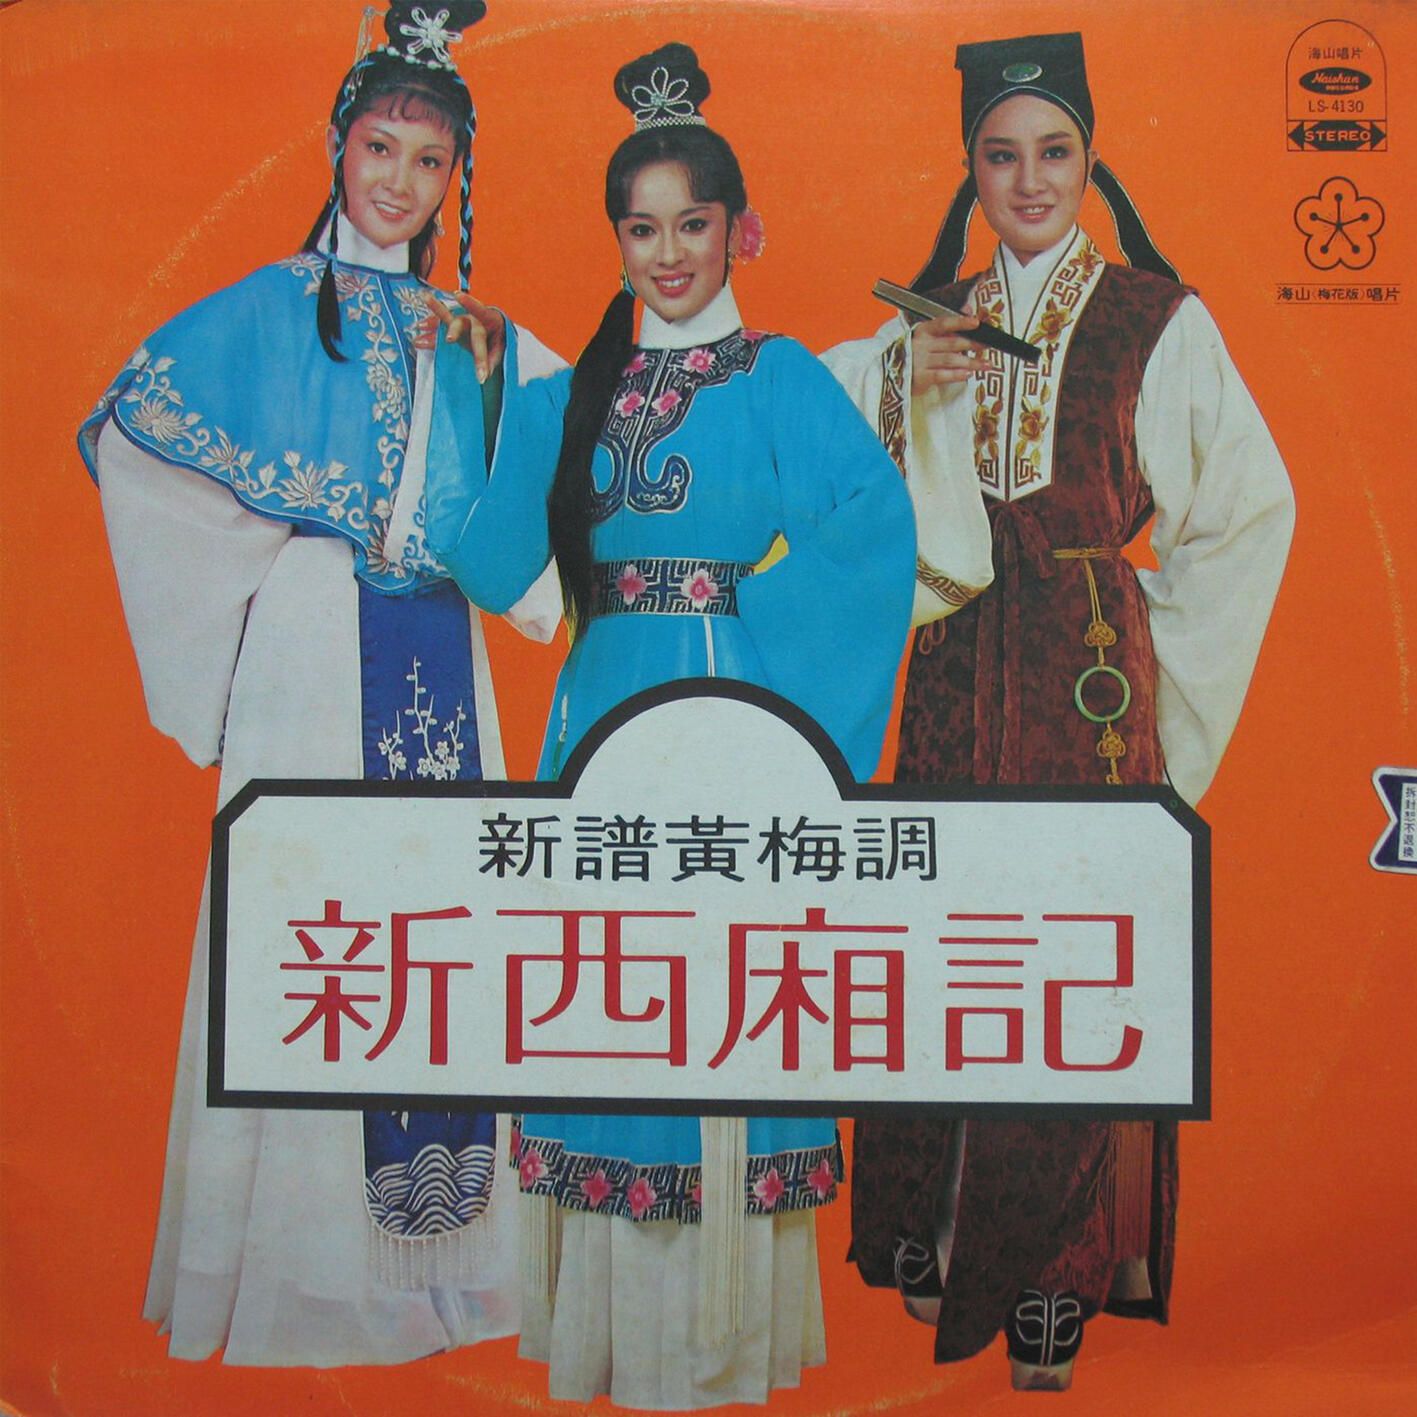 海山唱片
Haishan
RECORDS
LS-4130
STEREO
海山(梅花版)唱片
拆封恕不退換
新譜黃梅調
新西廂記